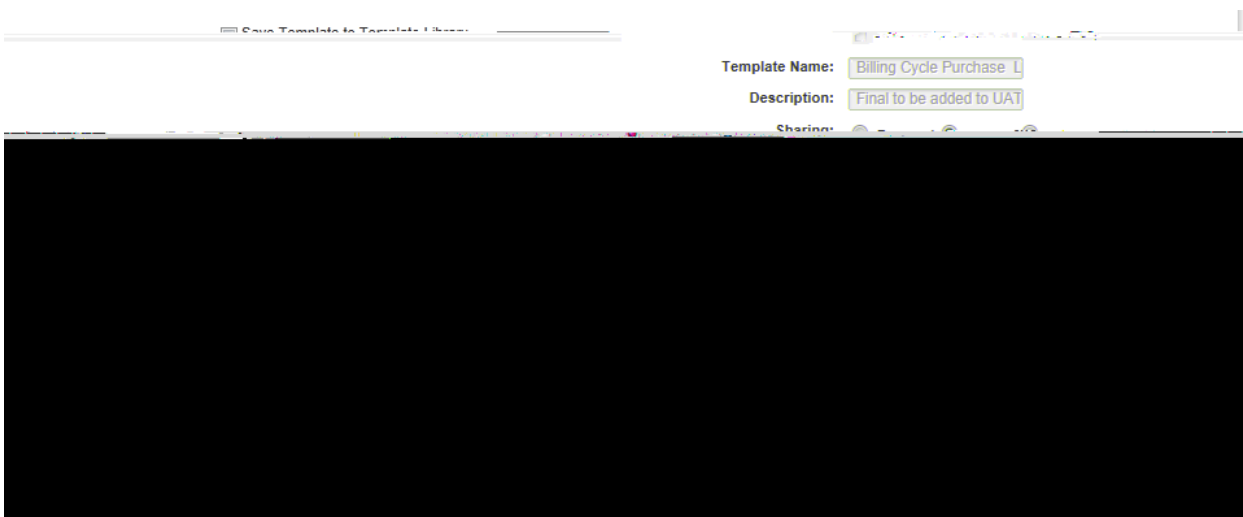 Save Template to Template Library
Template Name: Billing Cycle Purchase L
Description: Final to be added to UAT
Sharing: